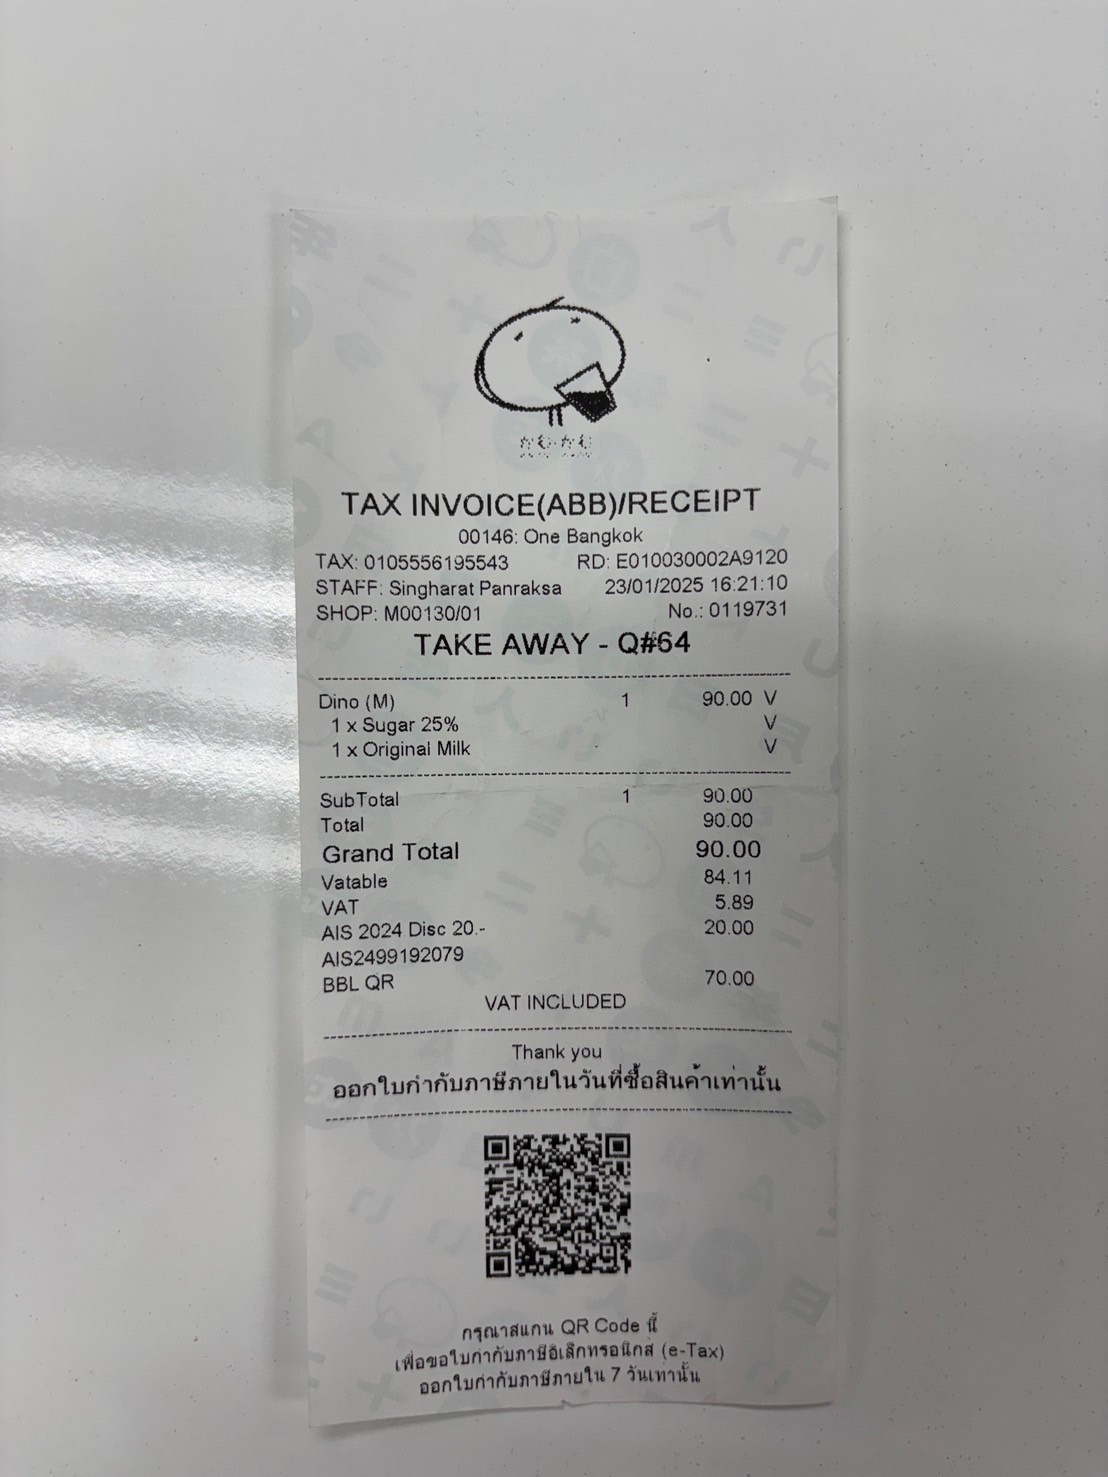 TAX INVOICE(ABB)/RECEIPT
00146: One Bangkok
TAX: 0105556195543 RD: E010030002A9120
STAFF: Singharat Panraksa 23/01/2025 16:21:10
SHOP: M00130/01 No.: 0119731
TAKE AWAY - Q#64
Dino (M) 1 90.00 V
1 x Sugar 25% V
1 x Original Milk V
SubTotal 1 90.00
Total 90.00
Grand Total 90.00
Vatable 84.11
VAT 5.89
AIS 2024 Disc 20.- 20.00
AIS2499192079
BBL QR 70.00
VAT INCLUDED
Thank you
ออกใบกำกับภาษีภายในวันที่ซื้อสินค้าเท่านั้น
กรุณาสแกน QR Code นี้
เพื่อขอใบกำกับภาษีอิเล็กทรอนิกส์ (e-Tax)
ออกใบกำกับภาษีภายใน 7 วันเท่านั้น